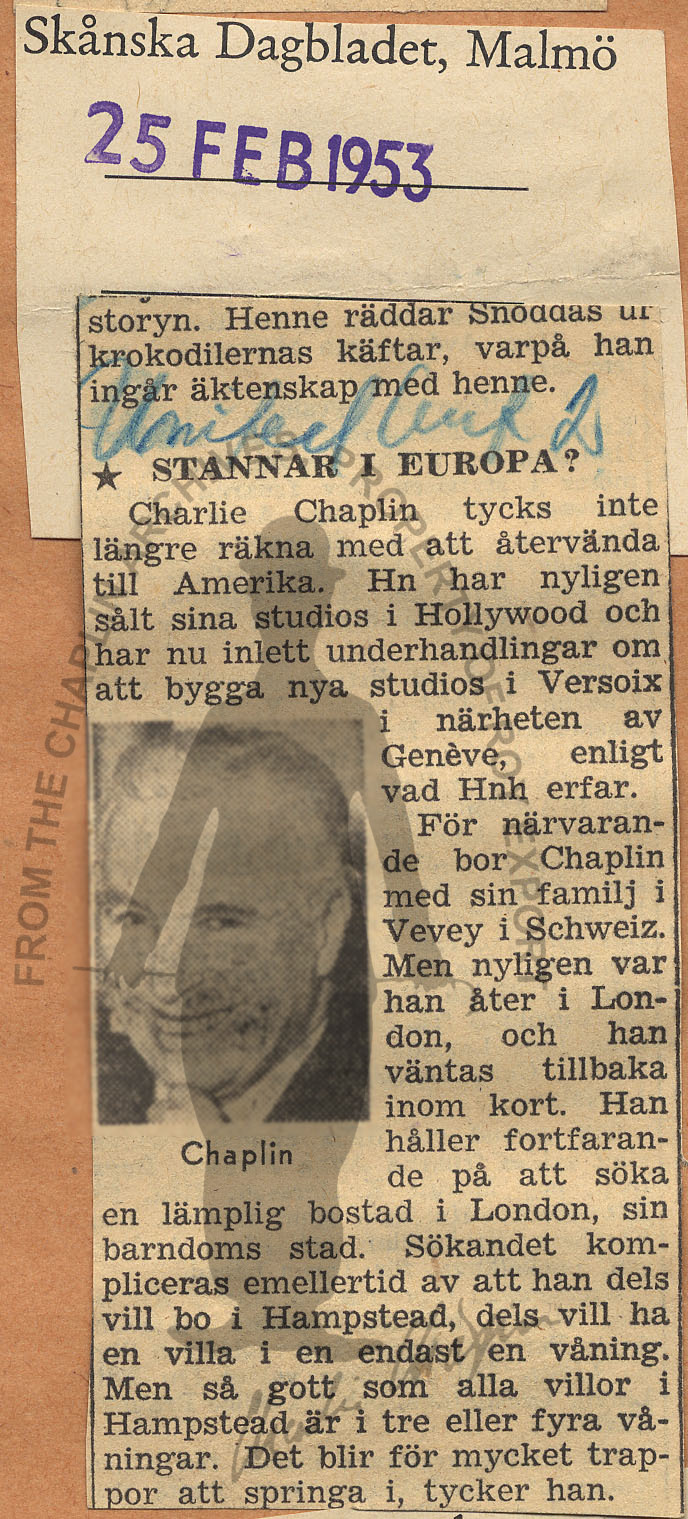 Skånska Dagbladet, Malmö
25 FEB 1953
storyn. Henne räddar Snoddas ur
krokodilernas käftar, varpå han
ingår äktenskap med henne.
★ STANNAR I EUROPA?
Charlie Chaplin tycks inte
längre räkna med att återvända
till Amerika. Hn har nyligen
sålt sina studios i Hollywood och
har nu inlett underhandlingar om
att bygga nya studios i Versoix
i närheten av
Genève, enligt
vad Hnh erfar.
För närvaran-
de bor Chaplin
med sin familj i
Vevey i Schweiz.
Men nyligen var
han åter i Lon-
don, och han
väntas tillbaka
inom kort. Han
håller fortfaran-
de på att söka
Chaplin
en lämplig bostad i London, sin
barndoms stad. Sökandet kom-
pliceras emellertid av att han dels
vill bo i Hampstead, dels vill ha
en villa i en endast en våning.
Men så gott som alla villor i
Hampstead är i tre eller fyra vå-
ningar. Det blir för mycket trap-
por att springa i, tycker han.
FROM THE CHAPLIN ARCHIVES PROPERTY OF ROY EXPORT